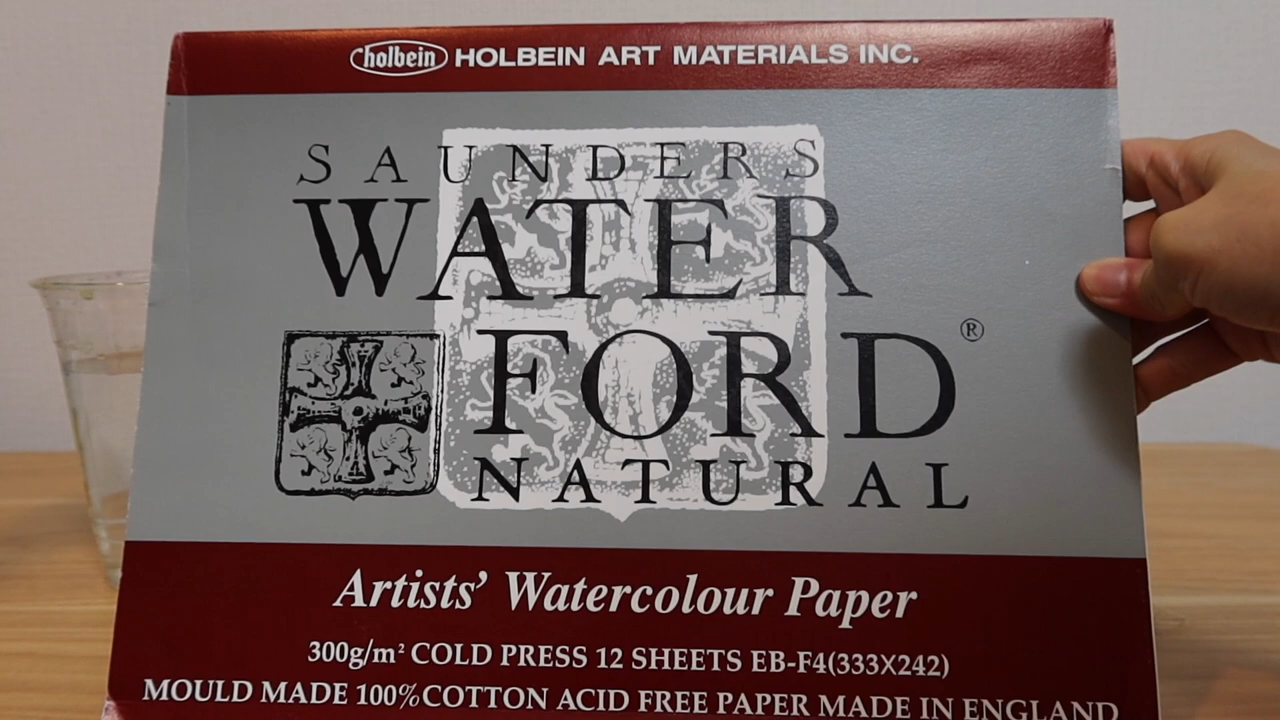 holbein HOLBEIN ART MATERIALS INC.
SAUNDERS
WATER
FORD®
NATURAL
Artists' Watercolour Paper
300g/m² COLD PRESS 12 SHEETS EB-F4(333X242)
MOULD MADE 100%COTTON ACID FREE PAPER MADE IN ENGLAND